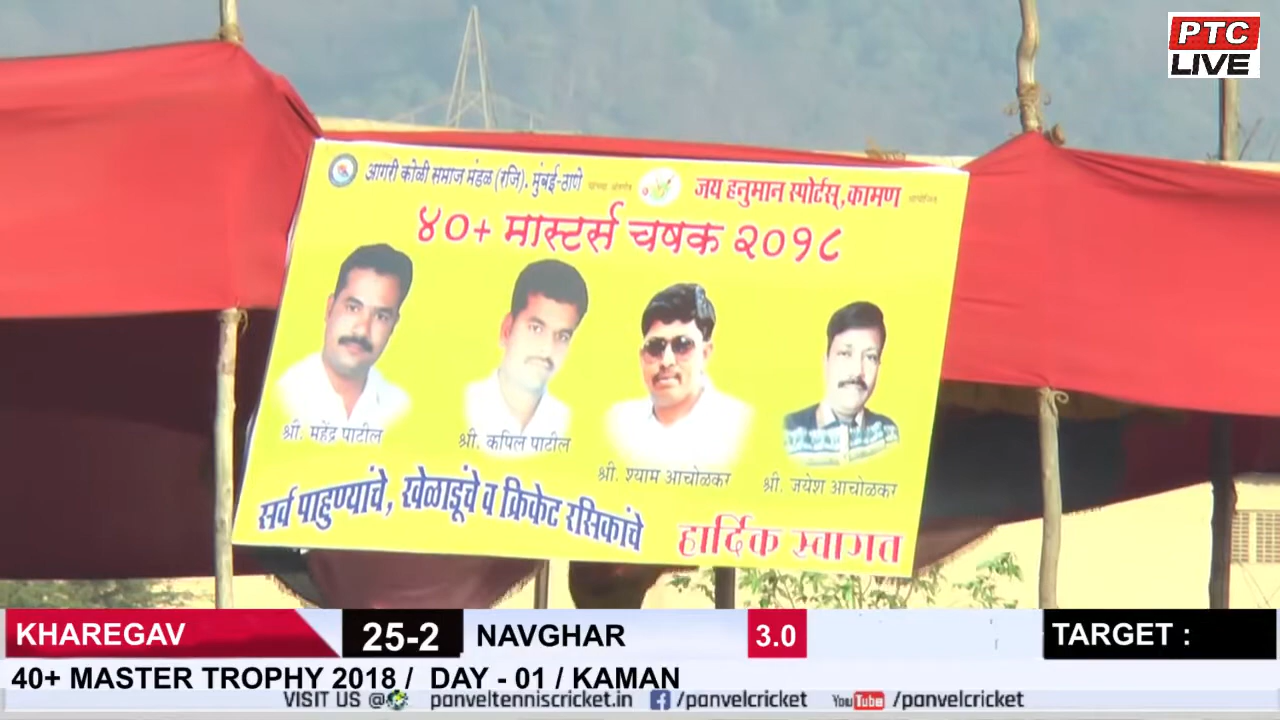 PTC
LIVE
आगरी कोळी समाज मंडळ (रजि). मुंबई-ठाणे
जय हनुमान स्पोर्टस्, कामण
४०+ मास्टर्स चषक २०१८
श्री. महेंद्र पाटील
श्री. कपिल पाटील
श्री. श्याम आचोळकर
श्री. जयेश आचोळकर
सर्व पाहुण्यांचे, खेळाडूंचे व क्रिकेट रसिकांचे
हार्दिक स्वागत
KHAREGAV 25-2 NAVGHAR 3.0 TARGET :
40+ MASTER TROPHY 2018 / DAY - 01 / KAMAN
VISIT US @ panveltenniscricket.in /panvelcricket YouTube /panvelcricket